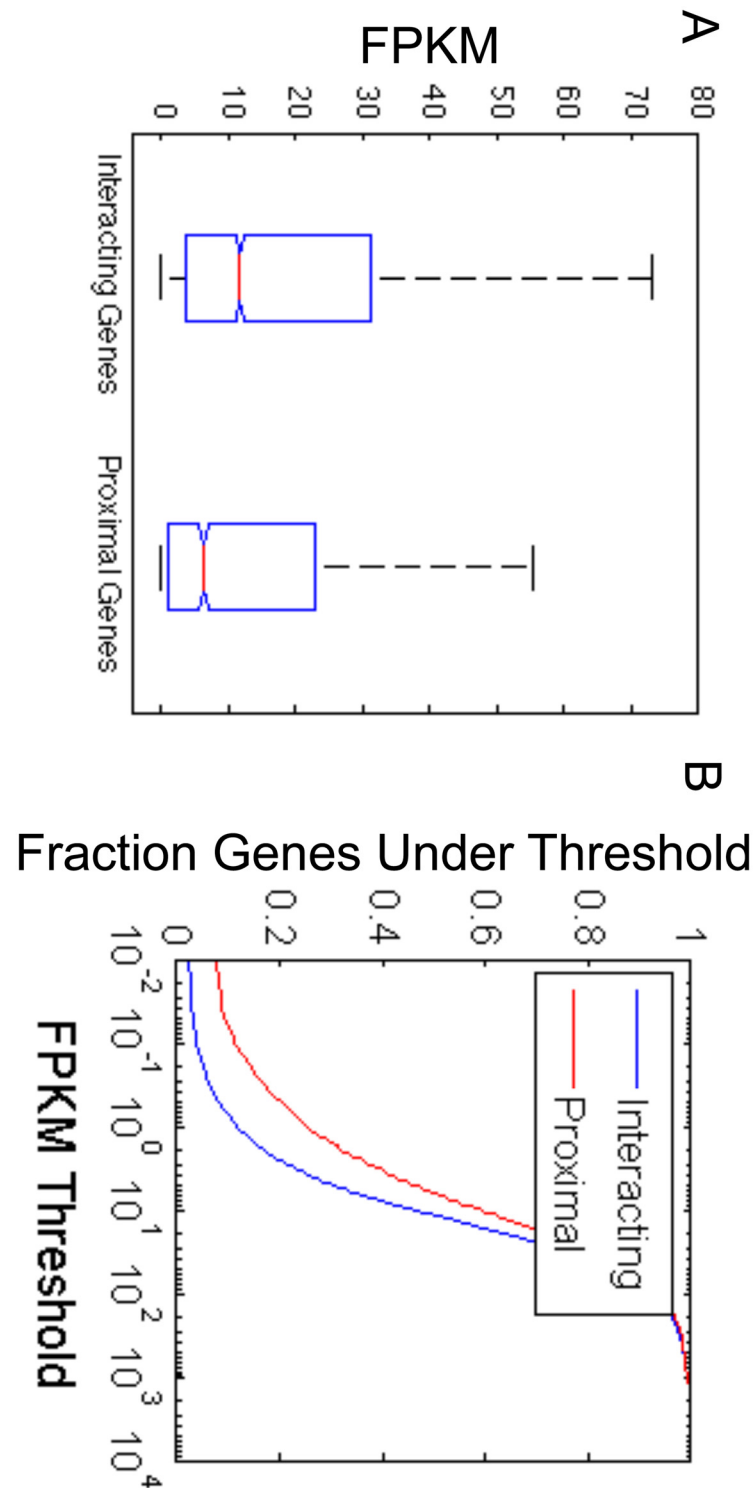 A
FPKM
0 10 20 30 40 50 60 70 80
Interacting Genes
Proximal Genes
B
Fraction Genes Under Threshold
0 0.2 0.4 0.6 0.8 1
Interacting
Proximal
10^-2 10^-1 10^0 10^1 10^2 10^3 10^4
FPKM Threshold